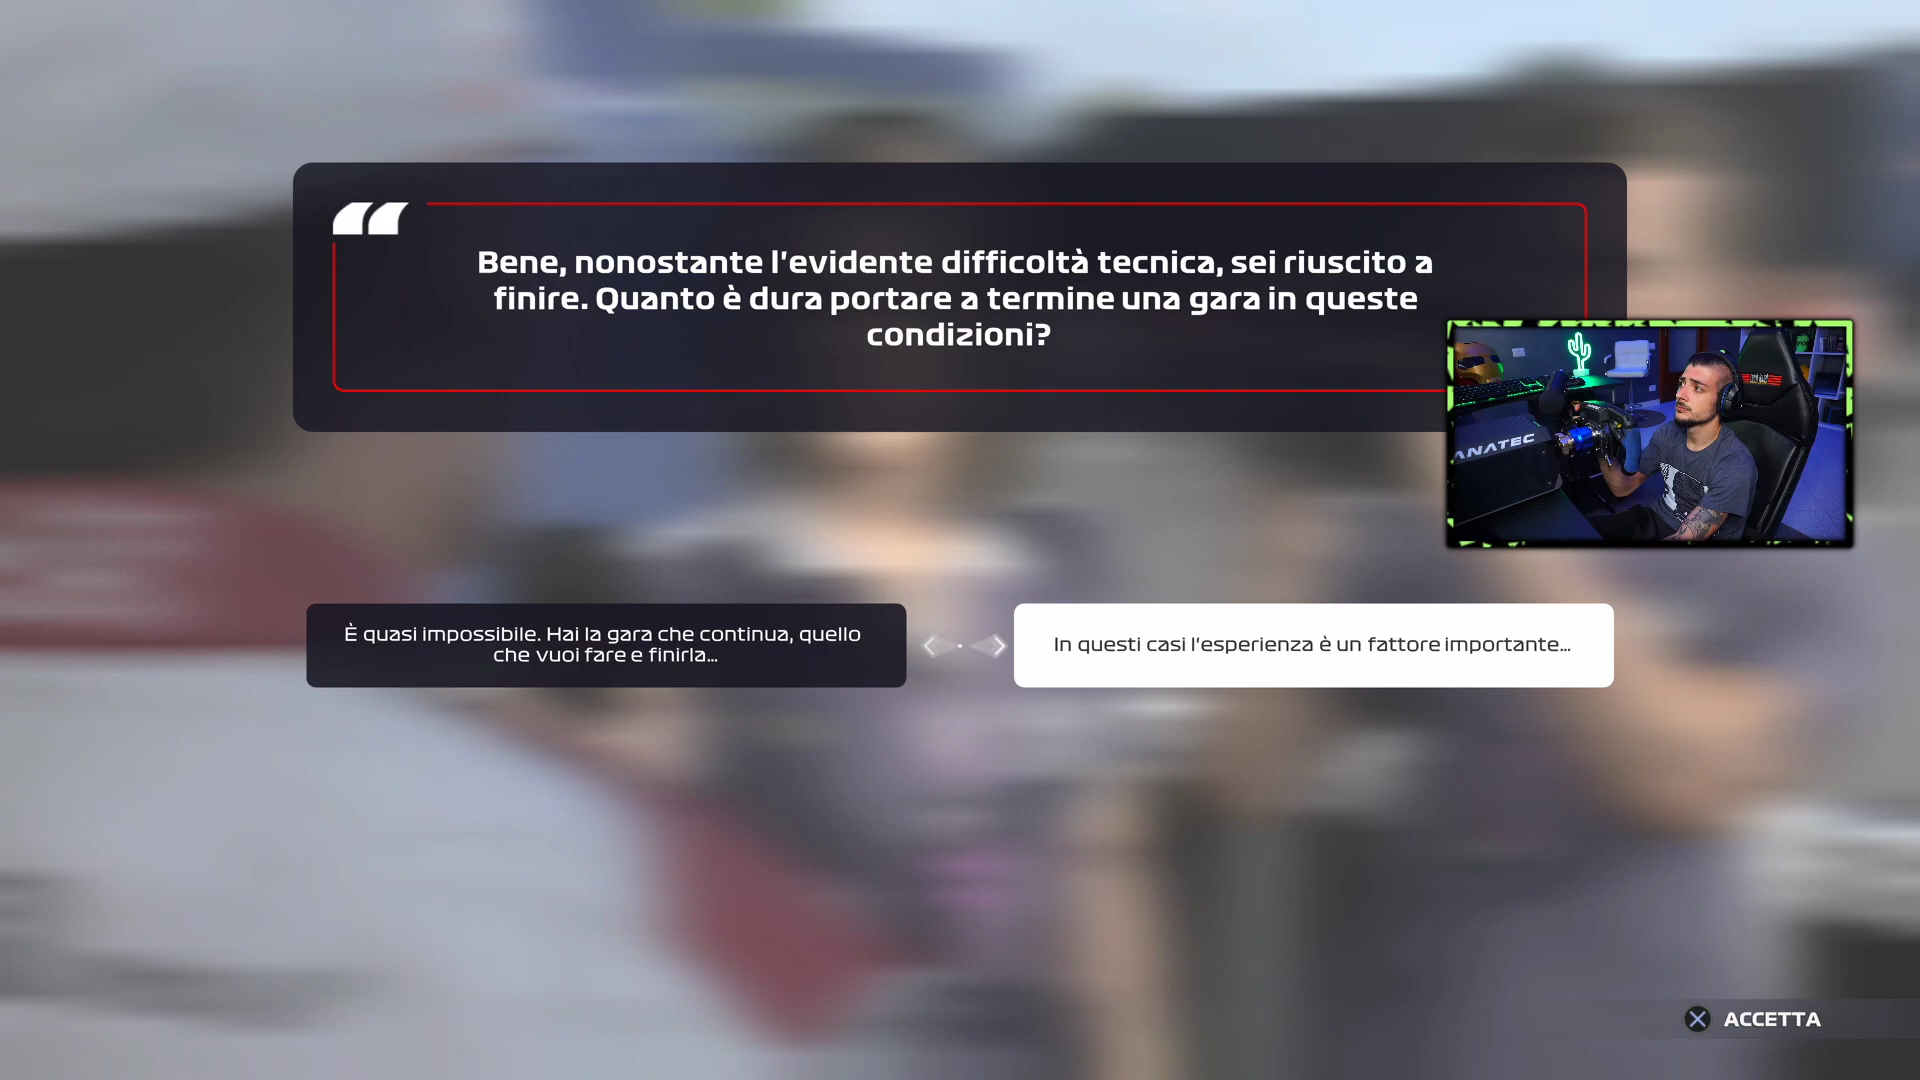 Bene, nonostante l'evidente difficoltà tecnica, sei riuscito a
finire. Quanto è dura portare a termine una gara in queste
condizioni?
ANATEC
È quasi impossibile. Hai la gara che continua, quello
che vuoi fare e finirla...
In questi casi l'esperienza è un fattore importante...
ACCETTA